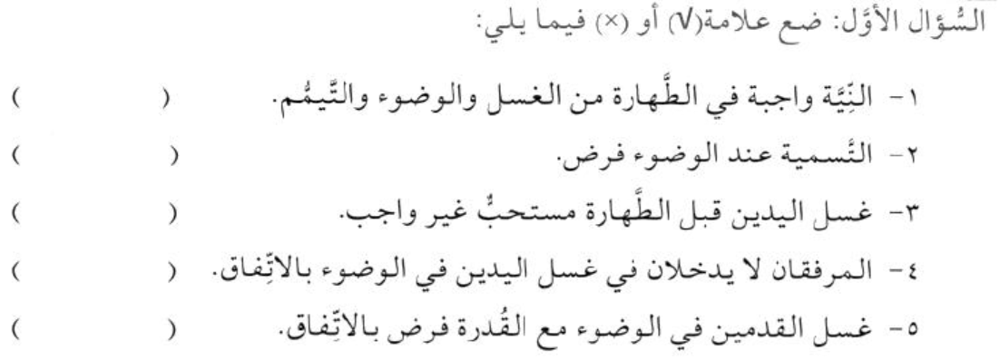 السُّؤال الأوَّل: ضع علامة(√) أو (×) فيما يلي:
١- النِّيَّة واجبة في الطَّهارة من الغسل والوضوء والتَّيمُّم. ( )
٢- التَّسمية عند الوضوء فرض. ( )
٣- غسل اليدين قبل الطَّهارة مستحبٌّ غير واجب. ( )
٤- المرفقان لا يدخلان في غسل اليدين في الوضوء بالاتِّفاق. ( )
٥- غسل القدمين في الوضوء مع القُدرة فرض بالاتِّفاق. ( )